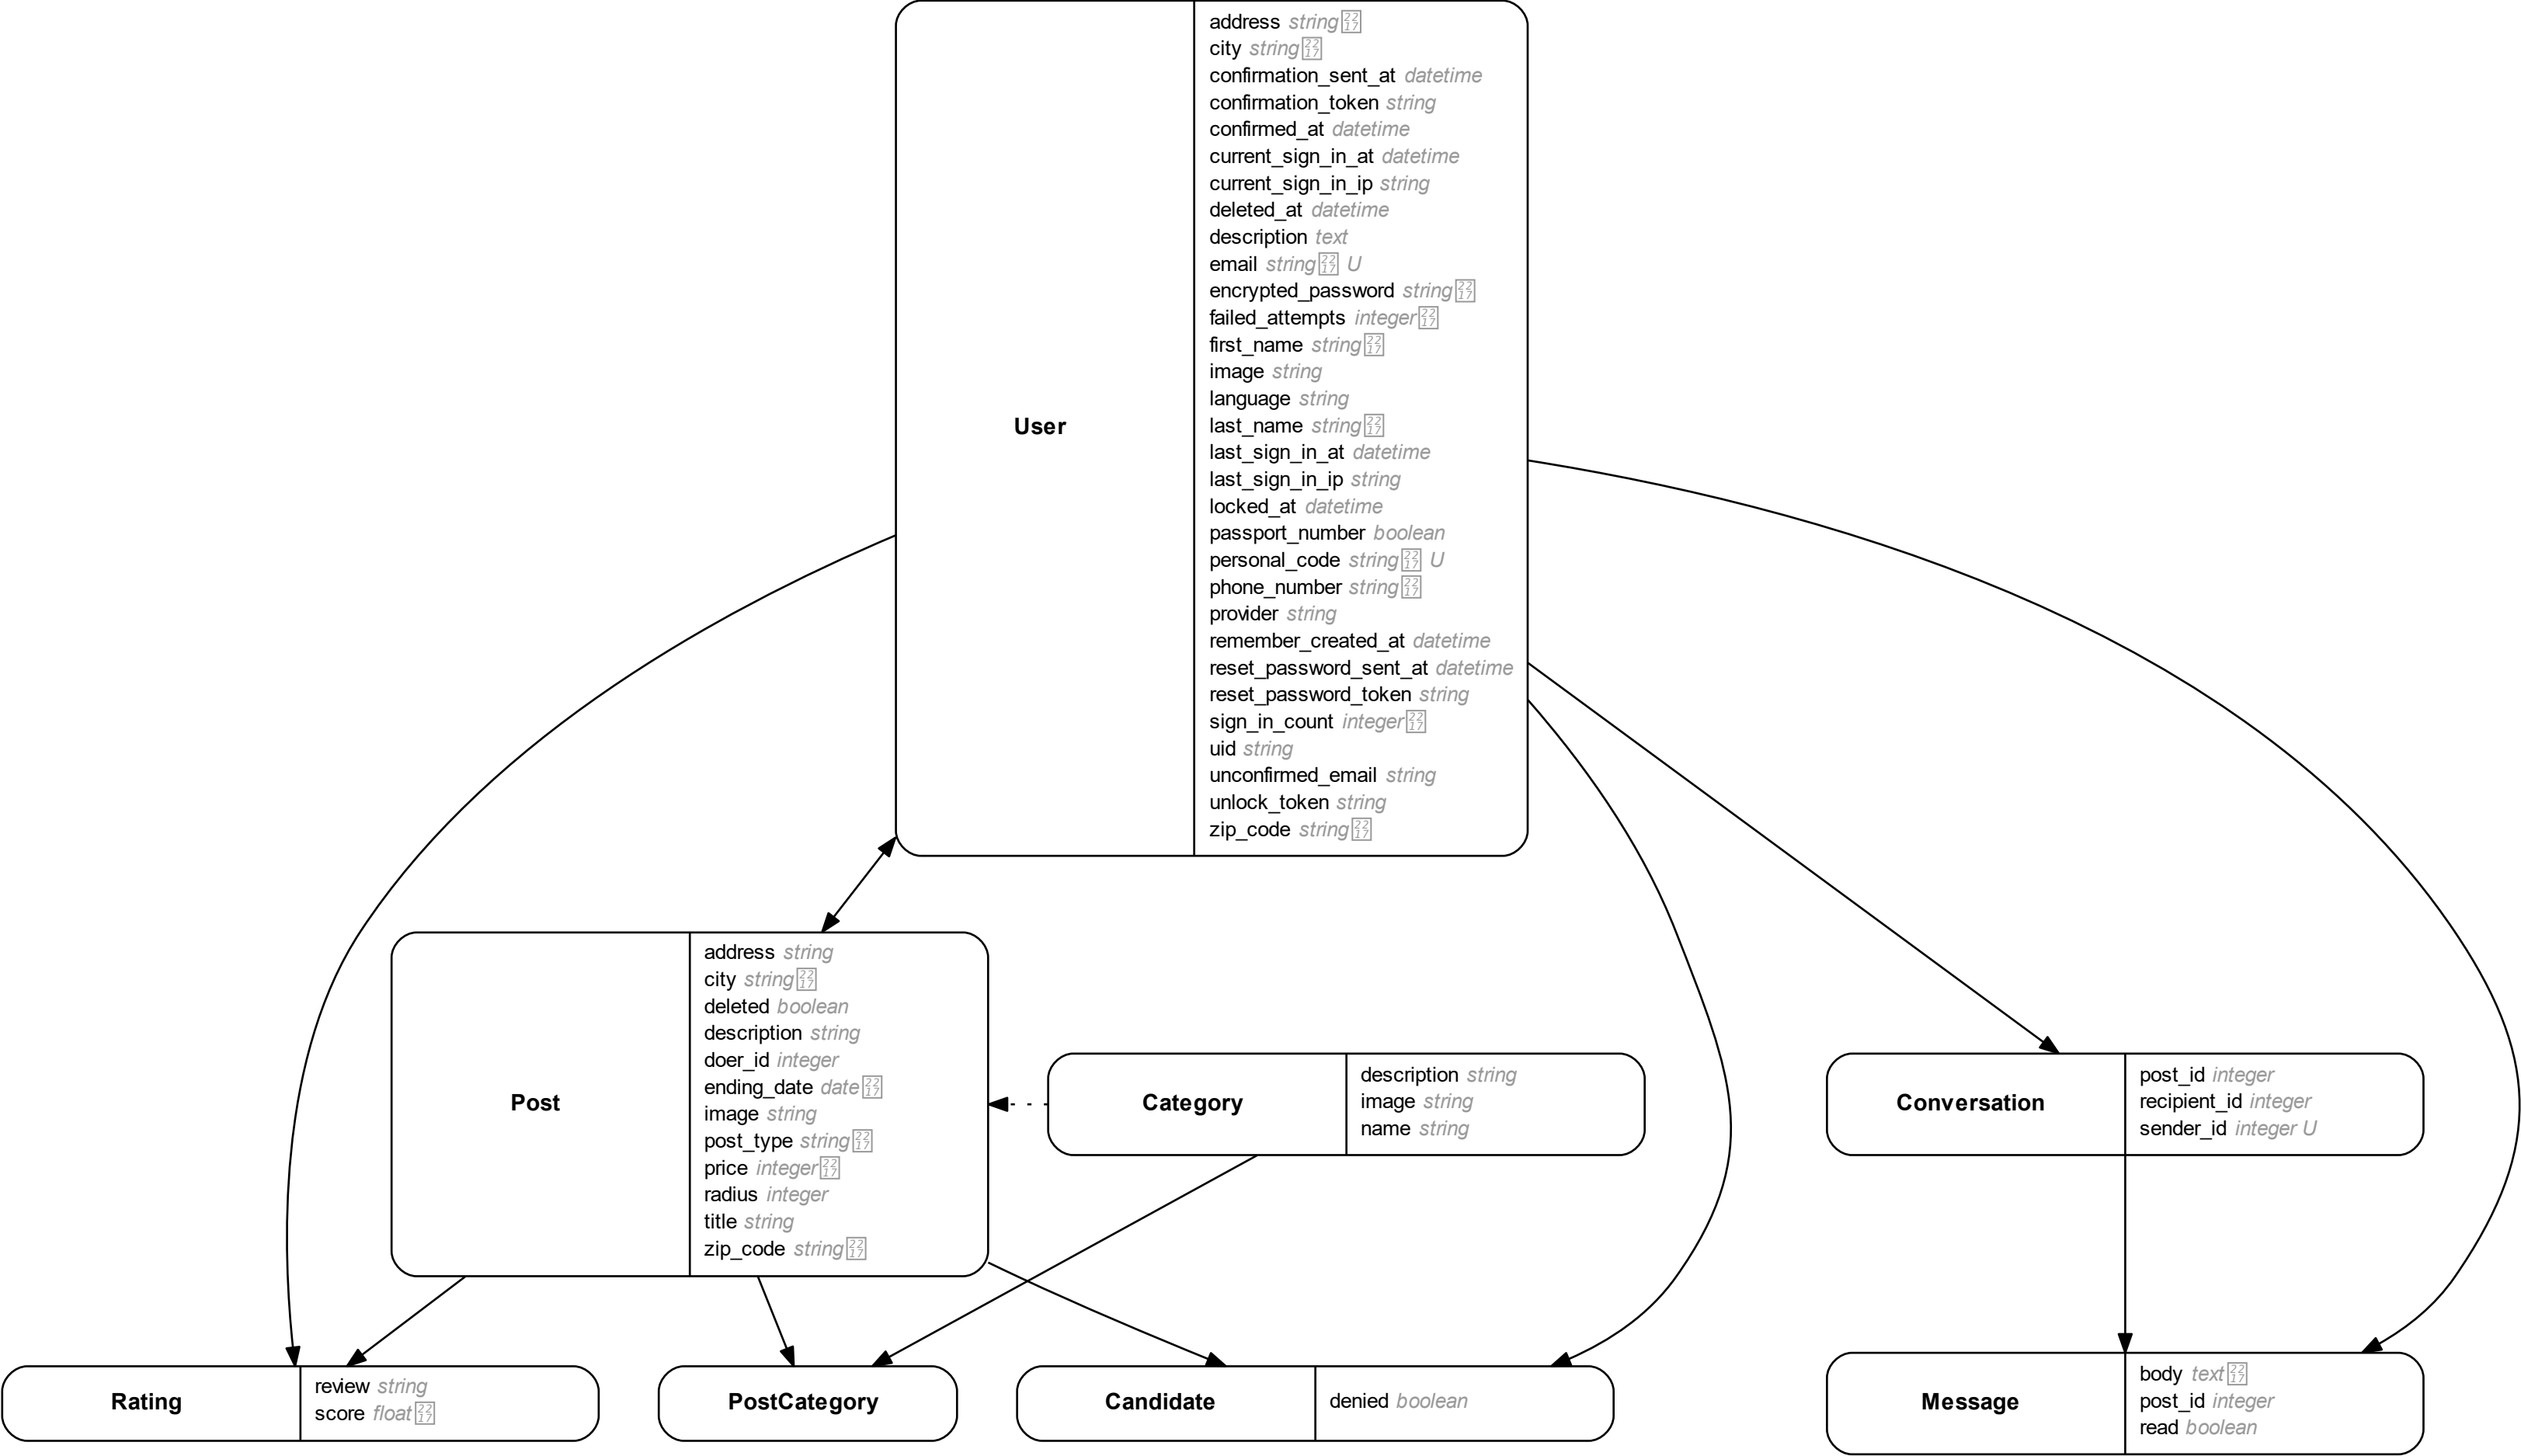 User
address string
city string
confirmation_sent_at datetime
confirmation_token string
confirmed_at datetime
current_sign_in_at datetime
current_sign_in_ip string
deleted_at datetime
description text
email string U
encrypted_password string
failed_attempts integer
first_name string
image string
language string
last_name string
last_sign_in_at datetime
last_sign_in_ip string
locked_at datetime
passport_number boolean
personal_code string U
phone_number string
provider string
remember_created_at datetime
reset_password_sent_at datetime
reset_password_token string
sign_in_count integer
uid string
unconfirmed_email string
unlock_token string
zip_code string
Post
address string
city string
deleted boolean
description string
doer_id integer
ending_date date
image string
post_type string
price integer
radius integer
title string
zip_code string
Category
description string
image string
name string
Conversation
post_id integer
recipient_id integer
sender_id integer U
Rating
review string
score float
PostCategory
Candidate
denied boolean
Message
body text
post_id integer
read boolean